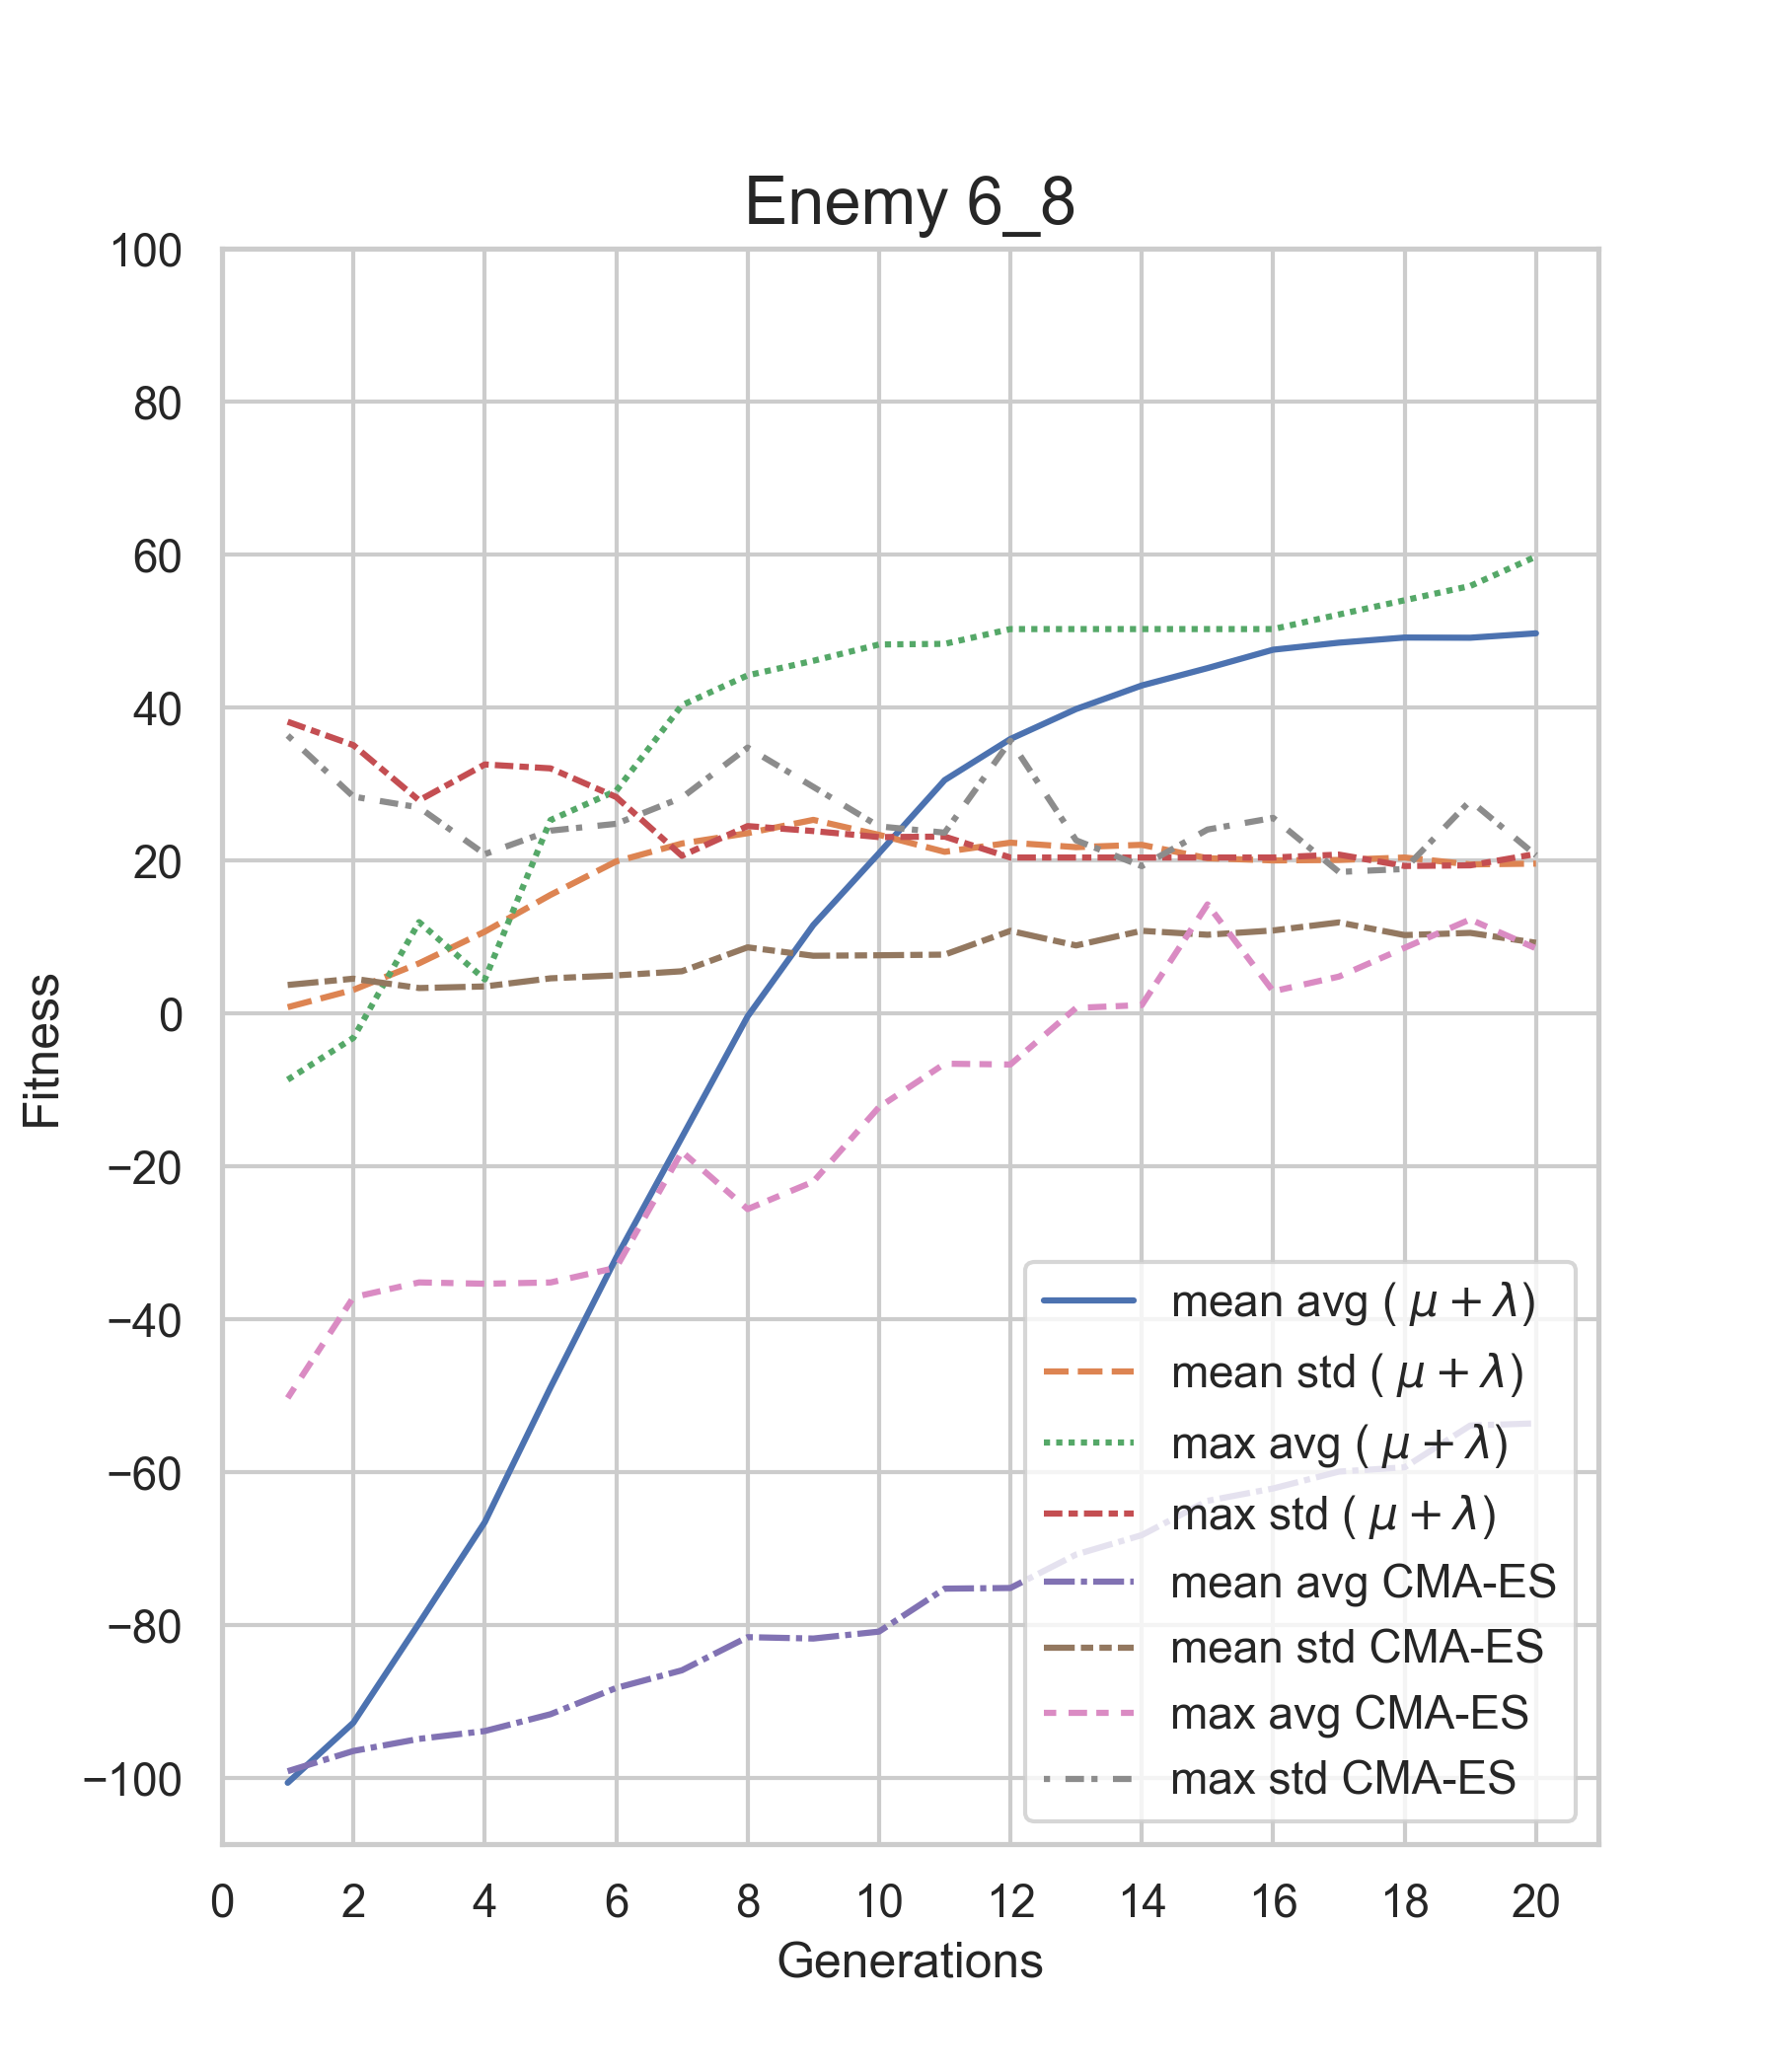 Enemy 6_8
100
80
60
40
20
0
−20
−40
−60
−80
−100
Fitness
mean avg ( μ + λ)
mean std ( μ + λ)
max avg ( μ + λ)
max std ( μ + λ)
mean avg CMA-ES
mean std CMA-ES
max avg CMA-ES
max std CMA-ES
0 2 4 6 8 10 12 14 16 18 20
Generations